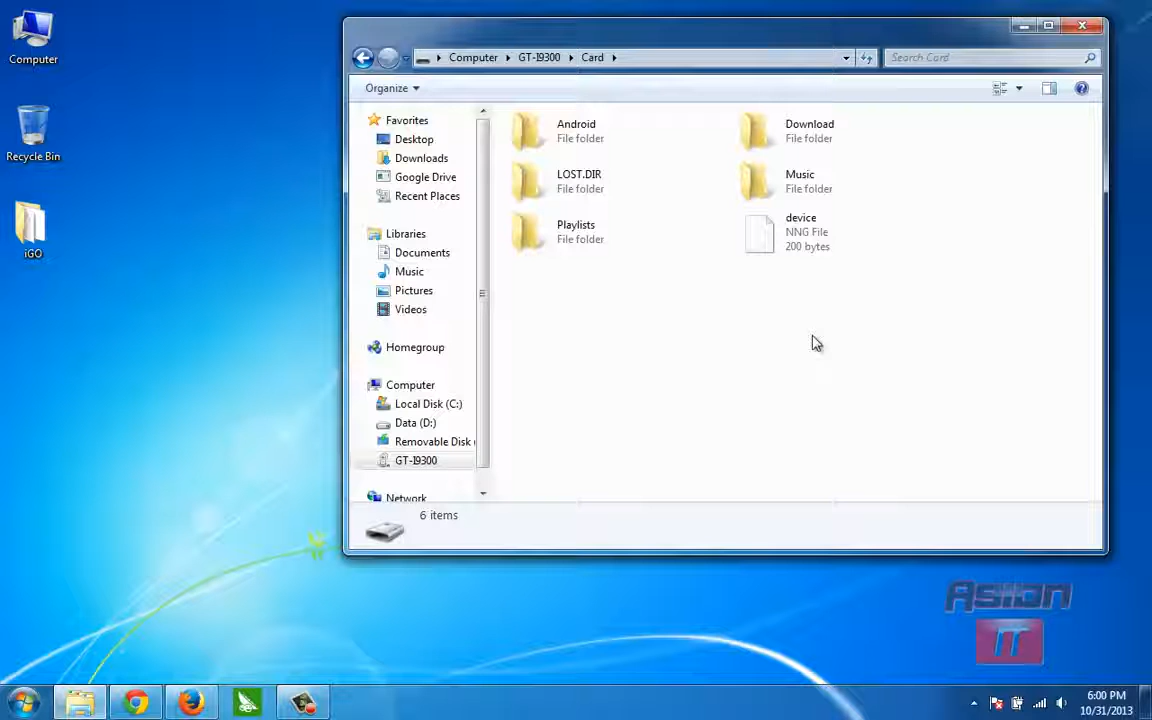 Computer
Recycle Bin
iGO
Computer GT-I9300 Card
Search Card
Organize
Favorites
Desktop
Downloads
Google Drive
Recent Places
Libraries
Documents
Music
Pictures
Videos
Homegroup
Computer
Local Disk (C:)
Data (D:)
Removable Disk (
GT-I9300
Network
Android
File folder
Download
File folder
LOST.DIR
File folder
Music
File folder
Playlists
File folder
device
NNG File
200 bytes
6 items
Asian
IT
6:00 PM
10/31/2013